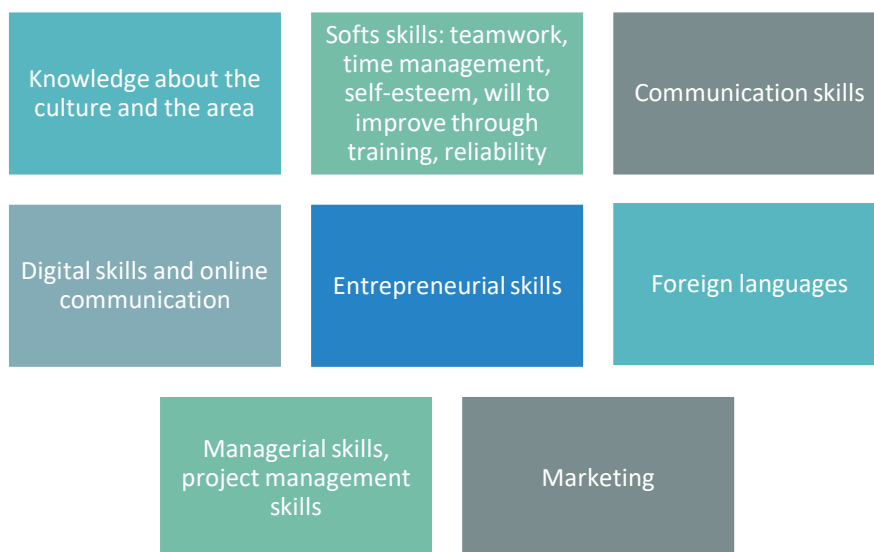 Knowledge about the
culture and the area
Softs skills: teamwork,
time management,
self-esteem, will to
improve through
training, reliability
Communication skills
Digital skills and online
communication
Entrepreneurial skills
Foreign languages
Managerial skills,
project management
skills
Marketing